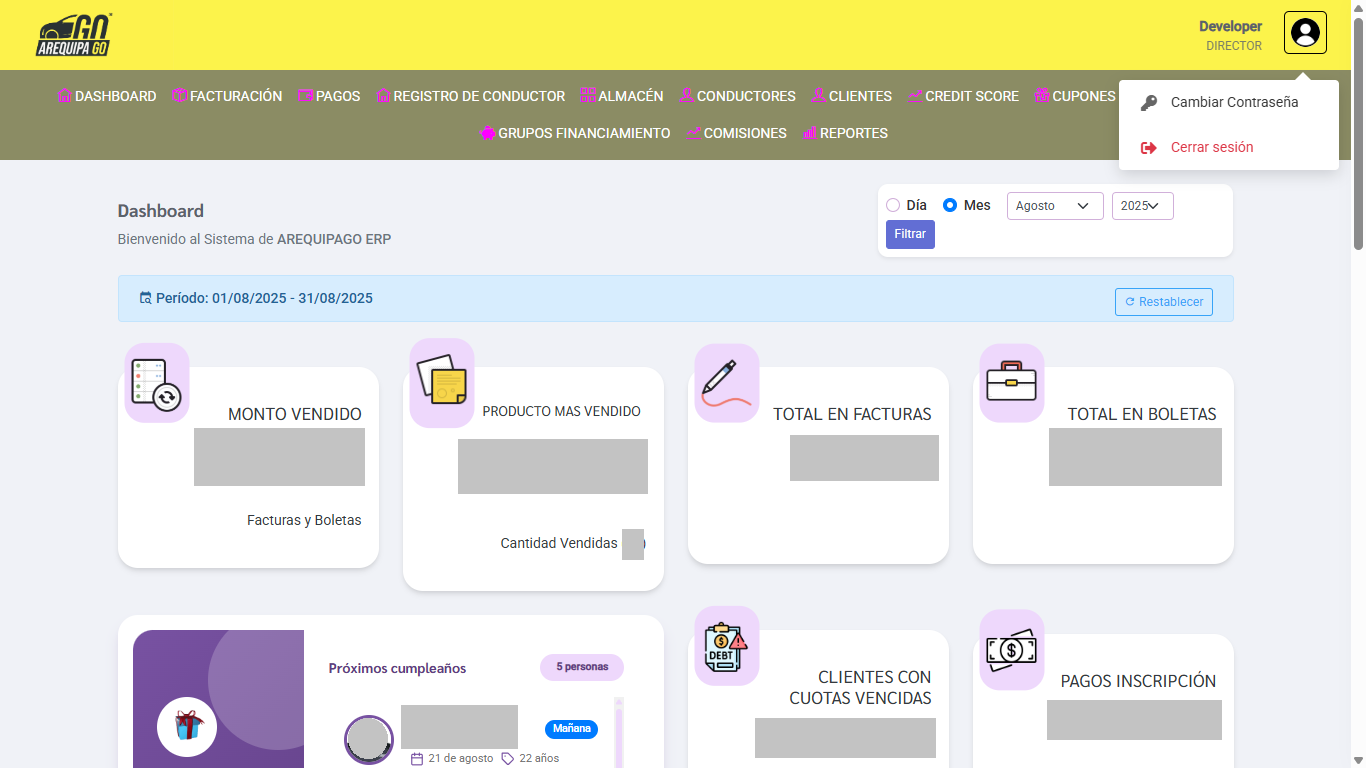 GO
AREQUIPA GO
Developer
DIRECTOR
DASHBOARD FACTURACIÓN PAGOS REGISTRO DE CONDUCTOR ALMACÉN CONDUCTORES CLIENTES CREDIT SCORE CUPONES
GRUPOS FINANCIAMIENTO COMISIONES REPORTES
Cambiar Contraseña
Cerrar sesión
Dashboard
Bienvenido al Sistema de AREQUIPAGO ERP
Día Mes Agosto 2025
Filtrar
Período: 01/08/2025 - 31/08/2025
Restablecer
MONTO VENDIDO
Facturas y Boletas
PRODUCTO MAS VENDIDO
Cantidad Vendidas )
TOTAL EN FACTURAS
TOTAL EN BOLETAS
Próximos cumpleaños
5 personas
Mañana
21 de agosto 22 años
DEBT
CLIENTES CON
CUOTAS VENCIDAS
PAGOS INSCRIPCIÓN